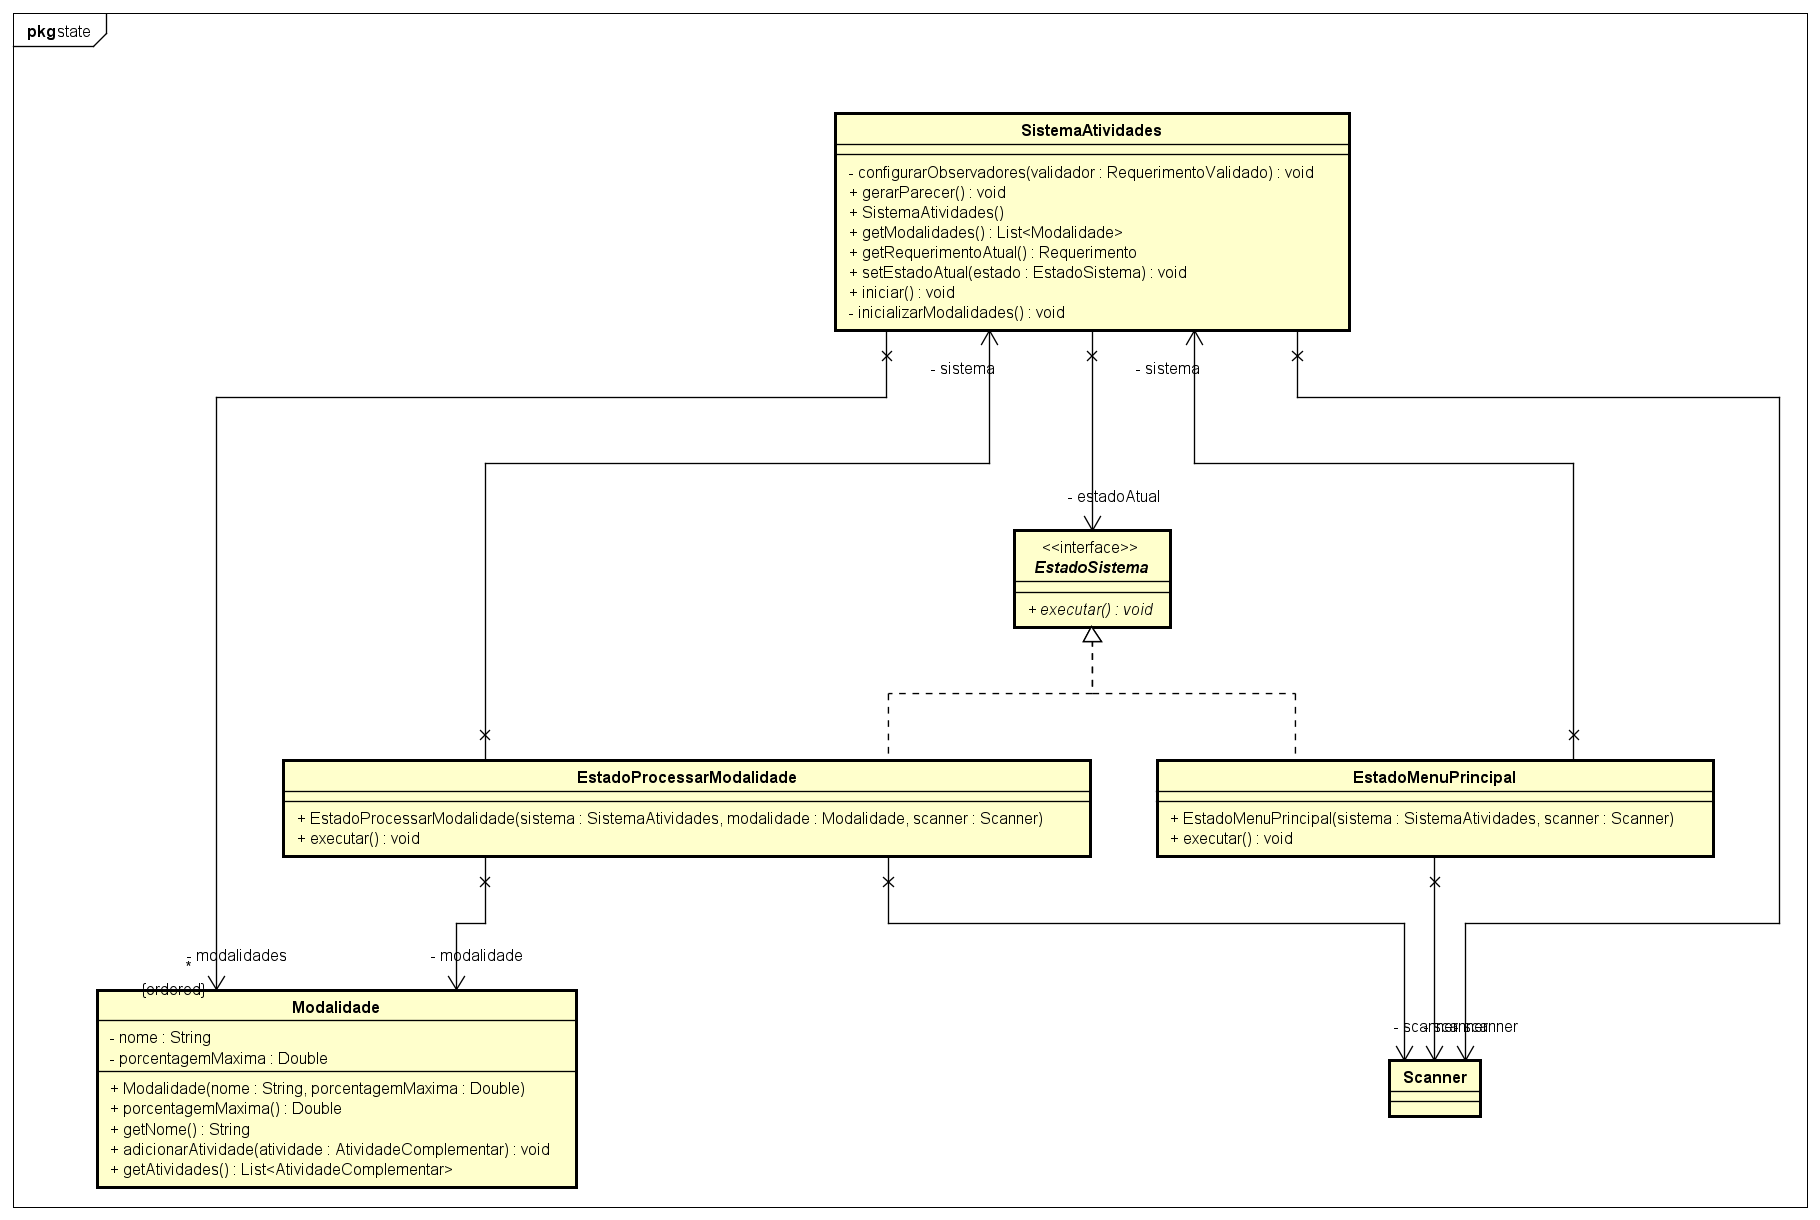 pkg state
SistemaAtividades
- configurarObservadores(validador : RequerimentoValidado) : void
+ gerarParecer() : void
+ SistemaAtividades()
+ getModalidades() : List<Modalidade>
+ getRequerimentoAtual() : Requerimento
+ setEstadoAtual(estado : EstadoSistema) : void
+ iniciar() : void
- inicializarModalidades() : void
- sistema
- sistema
- estadoAtual
<<interface>>
EstadoSistema
+ executar() : void
EstadoProcessarModalidade
+ EstadoProcessarModalidade(sistema : SistemaAtividades, modalidade : Modalidade, scanner : Scanner)
+ executar() : void
EstadoMenuPrincipal
+ EstadoMenuPrincipal(sistema : SistemaAtividades, scanner : Scanner)
+ executar() : void
- modalidades
*
{ordered}
- modalidade
Modalidade
- nome : String
- porcentagemMaxima : Double
+ Modalidade(nome : String, porcentagemMaxima : Double)
+ porcentagemMaxima() : Double
+ getNome() : String
+ adicionarAtividade(atividade : AtividadeComplementar) : void
+ getAtividades() : List<AtividadeComplementar>
- scanner
- scanner
- scanner
Scanner